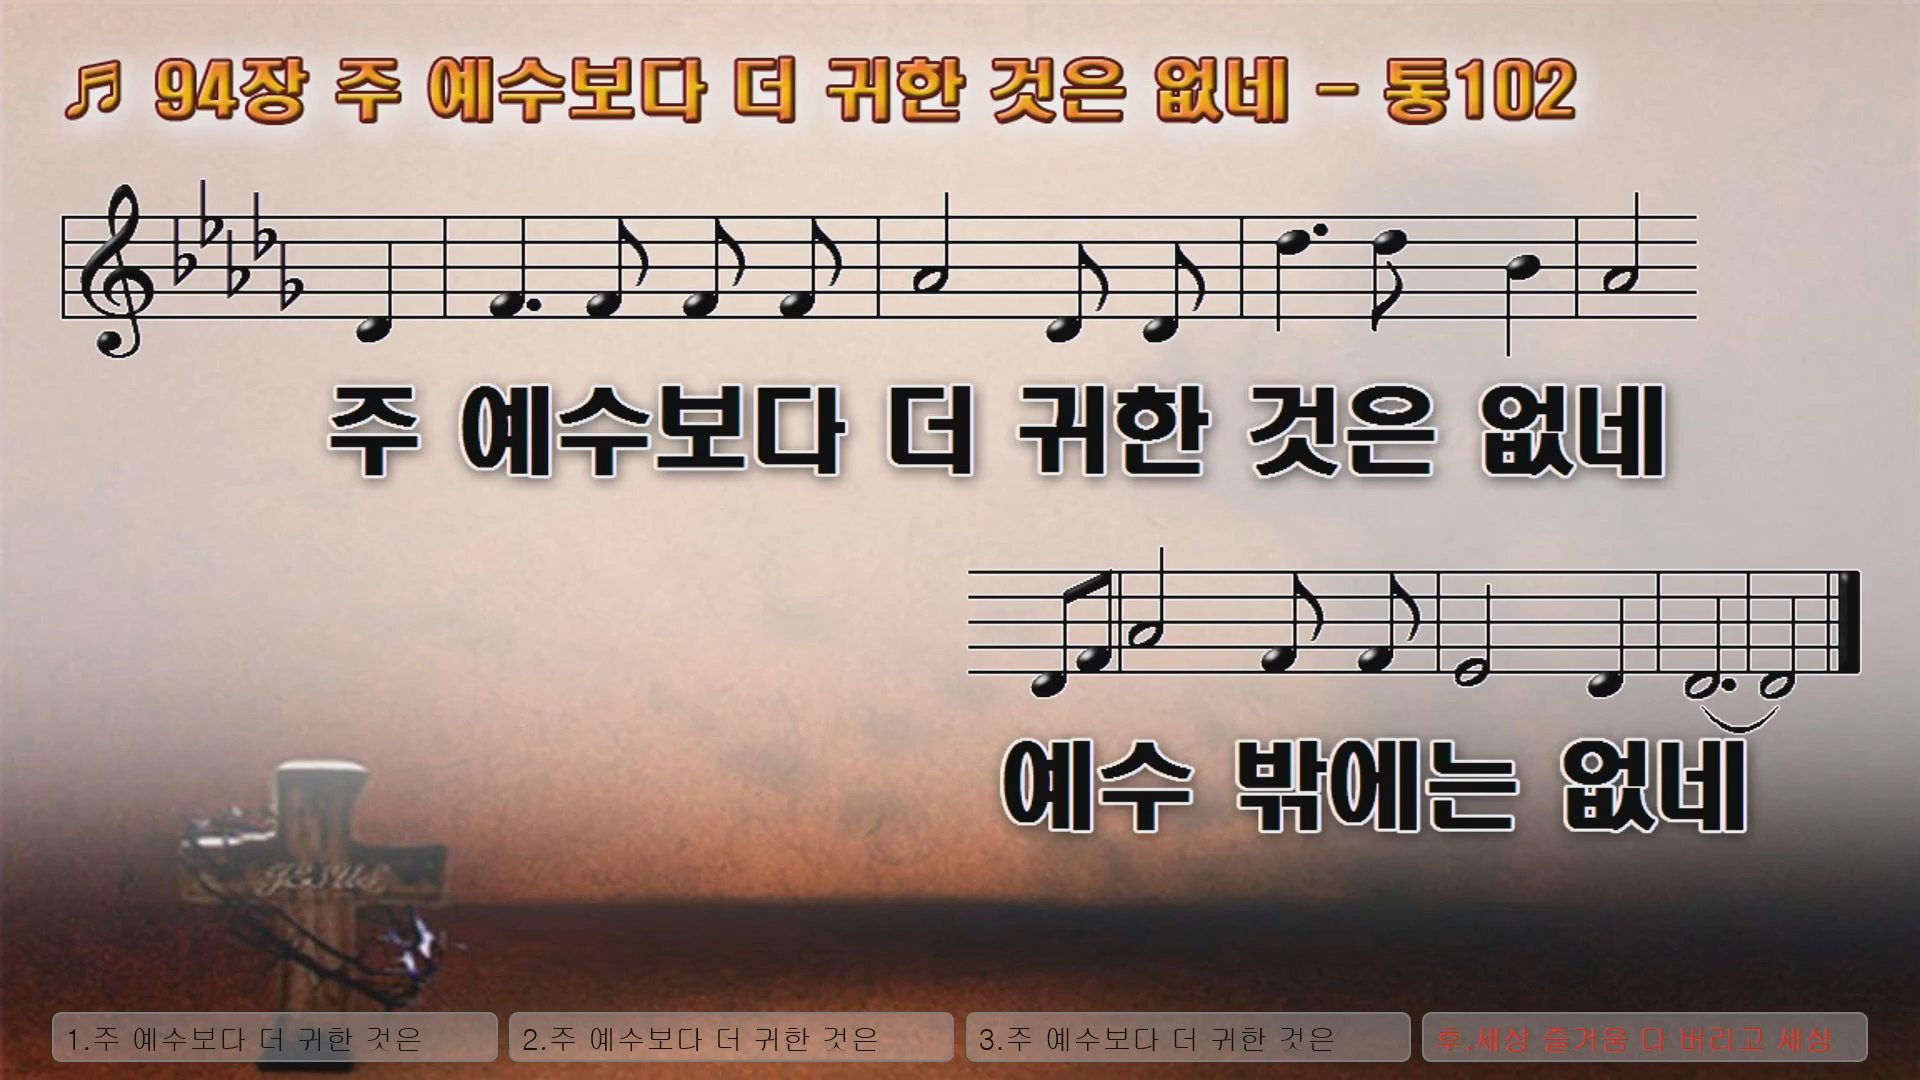 ♬ 94장 주 예수보다 더 귀한 것은 없네 - 통102
주 예수보다 더 귀한 것은 없네
예수 밖에는 없네
JESUS
1.주 예수보다 더 귀한 것은
2.주 예수보다 더 귀한 것은
3.주 예수보다 더 귀한 것은
후.세상 즐거움 다 버리고 세상